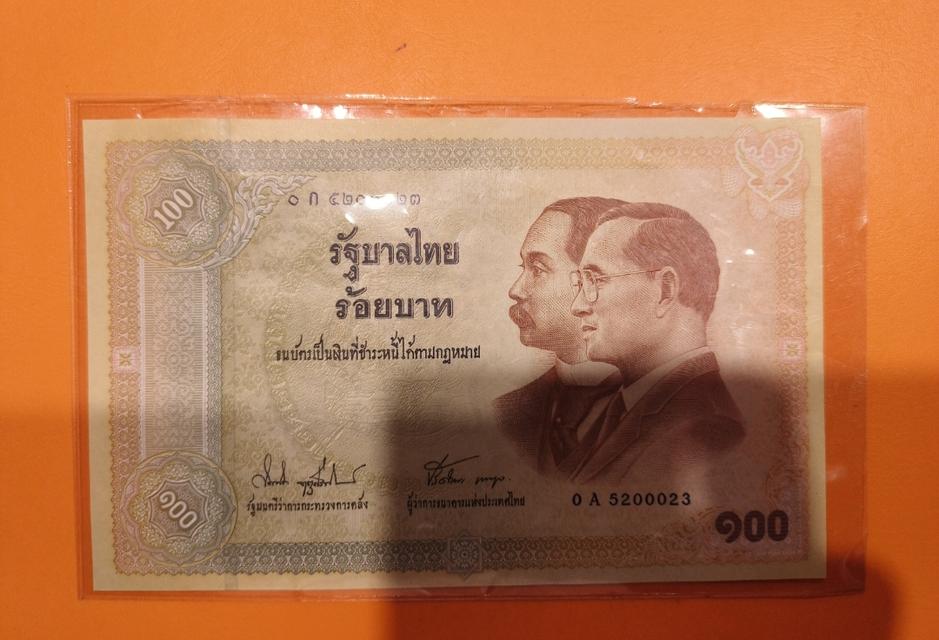 100
รัฐบาลไทย
ร้อยบาท
ธนบัตรเป็นเงินที่ชำระหนี้ได้ตามกฎหมาย
รัฐมนตรีว่าการกระทรวงการคลัง
ผู้ว่าการธนาคารแห่งประเทศไทย
0 A 5200023
๑๐๐
๑๐๐